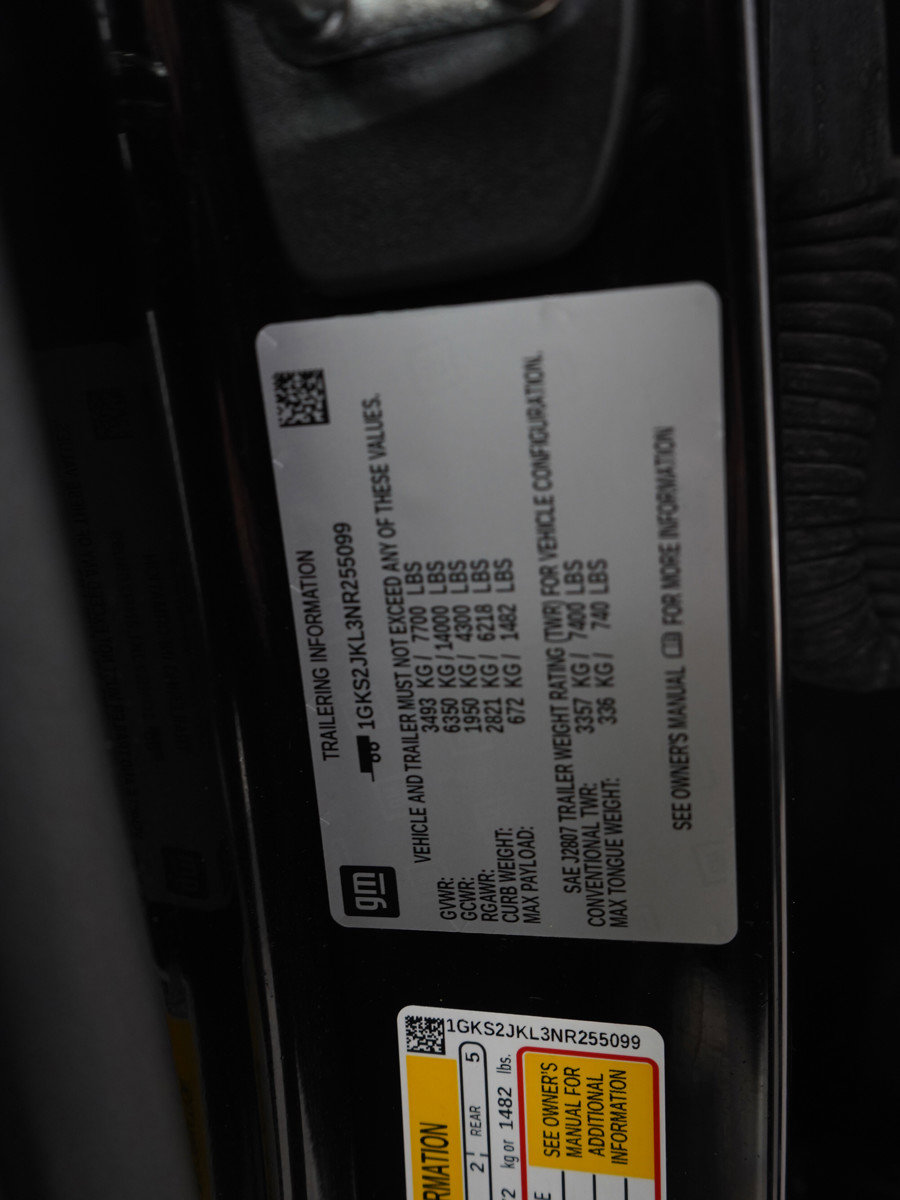 TRAILERING INFORMATION
gm
1GKS2JKL3NR255099
VEHICLE AND TRAILER MUST NOT EXCEED ANY OF THESE VALUES.
GVWR: 3493 KG / 7700 LBS
GCWR: 6350 KG / 14000 LBS
RGAWR: 1950 KG / 4300 LBS
CURB WEIGHT: 2821 KG / 6218 LBS
MAX PAYLOAD: 672 KG / 1482 LBS
SAE J2807 TRAILER WEIGHT RATING (TWR) FOR VEHICLE CONFIGURATION.
CONVENTIONAL TWR: 3357 KG / 7400 LBS
MAX TONGUE WEIGHT: 336 KG / 740 LBS
SEE OWNER'S MANUAL FOR MORE INFORMATION
1GKS2JKL3NR255099
2 REAR 5
kg or 1482 lbs.
SEE OWNER'S
MANUAL FOR
ADDITIONAL
INFORMATION